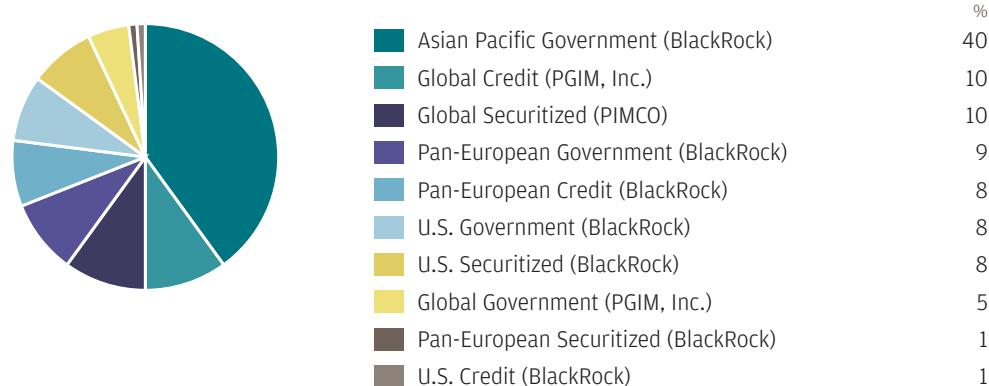 %
Asian Pacific Government (BlackRock) 40
Global Credit (PGIM, Inc.) 10
Global Securitized (PIMCO) 10
Pan-European Government (BlackRock) 9
Pan-European Credit (BlackRock) 8
U.S. Government (BlackRock) 8
U.S. Securitized (BlackRock) 8
Global Government (PGIM, Inc.) 5
Pan-European Securitized (BlackRock) 1
U.S. Credit (BlackRock) 1